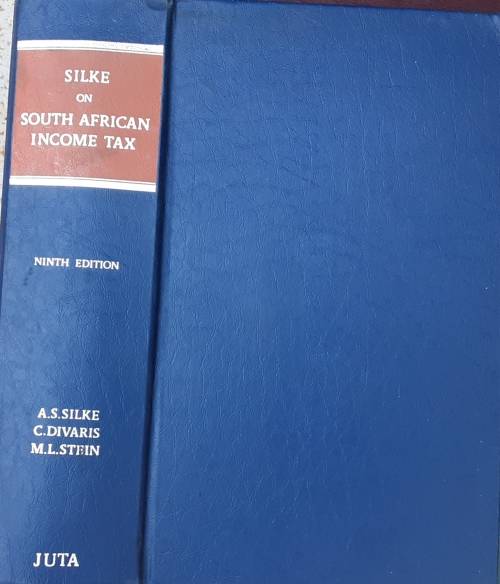 SILKE
ON
SOUTH AFRICAN
INCOME TAX
NINTH EDITION
A.S.SILKE
C.DIVARIS
M.L.STEIN
JUTA